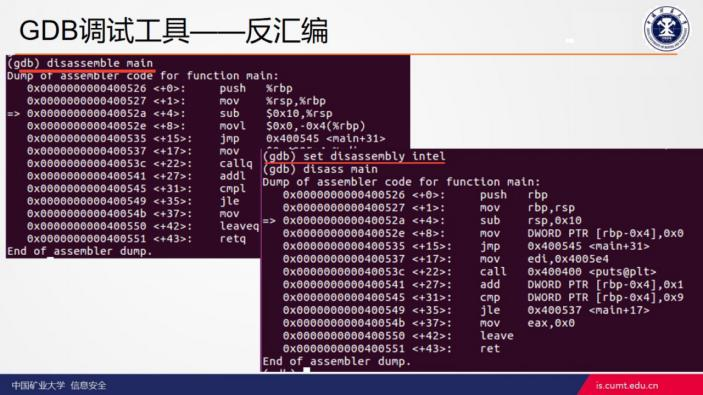 GDB调试工具——反汇编
(gdb) disassemble main
Dump of assembler code for function main:
0x0000000000400526 <+0>: push %rbp
0x0000000000400527 <+1>: mov %rsp,%rbp
=> 0x000000000040052a <+4>: sub $0x10,%rsp
0x000000000040052e <+8>: movl $0x0,-0x4(%rbp)
0x0000000000400535 <+15>: jmp 0x400545 <main+31>
0x0000000000400537 <+17>: mov
0x000000000040053c <+22>: callq
0x0000000000400541 <+27>: addl
0x0000000000400545 <+31>: cmpl
0x0000000000400549 <+35>: jle
0x000000000040054b <+37>: mov
0x0000000000400550 <+42>: leaveq
0x0000000000400551 <+43>: retq
End of assembler dump.
(gdb) set disassembly intel
(gdb) disass main
Dump of assembler code for function main:
0x0000000000400526 <+0>: push rbp
0x0000000000400527 <+1>: mov rbp,rsp
=> 0x000000000040052a <+4>: sub rsp,0x10
0x000000000040052e <+8>: mov DWORD PTR [rbp-0x4],0x0
0x0000000000400535 <+15>: jmp 0x400545 <main+31>
0x0000000000400537 <+17>: mov edi,0x4005e4
0x000000000040053c <+22>: call 0x400400 <puts@plt>
0x0000000000400541 <+27>: add DWORD PTR [rbp-0x4],0x1
0x0000000000400545 <+31>: cmp DWORD PTR [rbp-0x4],0x9
0x0000000000400549 <+35>: jle 0x400537 <main+17>
0x000000000040054b <+37>: mov eax,0x0
0x0000000000400550 <+42>: leave
0x0000000000400551 <+43>: ret
End of assembler dump.
中国矿业大学 信息安全
is.cumt.edu.cn